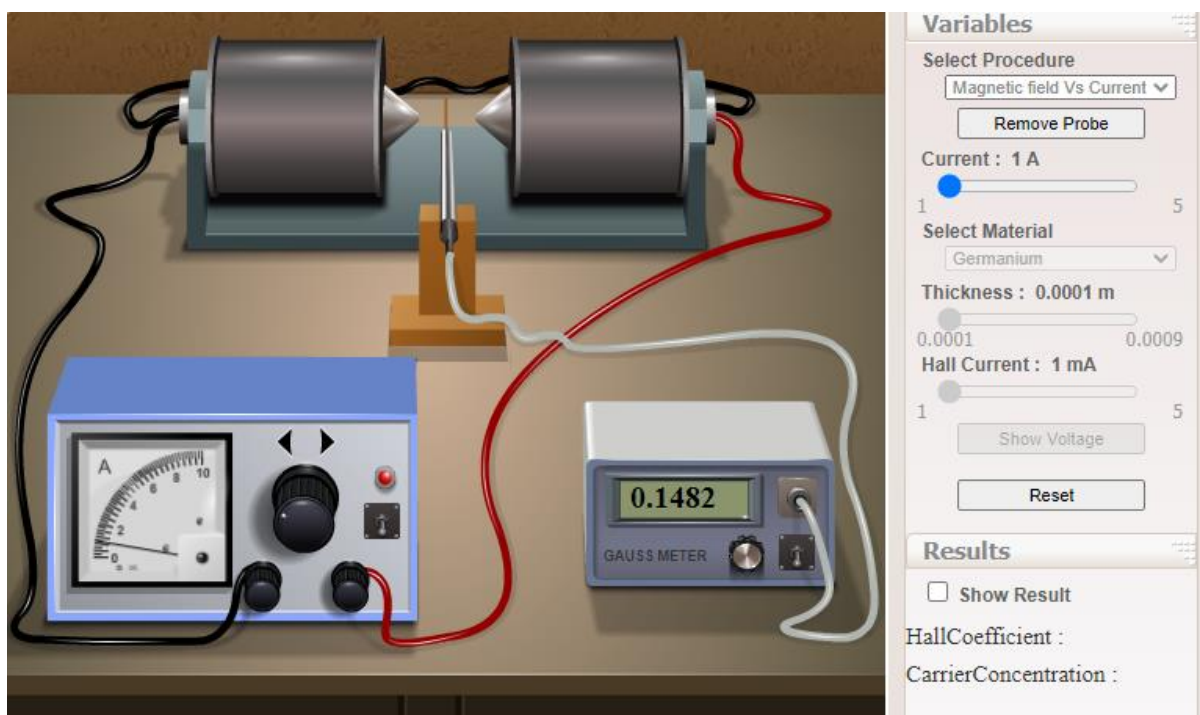 Variables
Select Procedure
Magnetic field Vs Current
Remove Probe
Current : 1 A
1 5
Select Material
Germanium
Thickness : 0.0001 m
0.0001 0.0009
Hall Current : 1 mA
1 5
Show Voltage
Reset
Results
Show Result
HallCoefficient :
CarrierConcentration :
A
0 2 4 6 8 10
0.1482
GAUSS METER